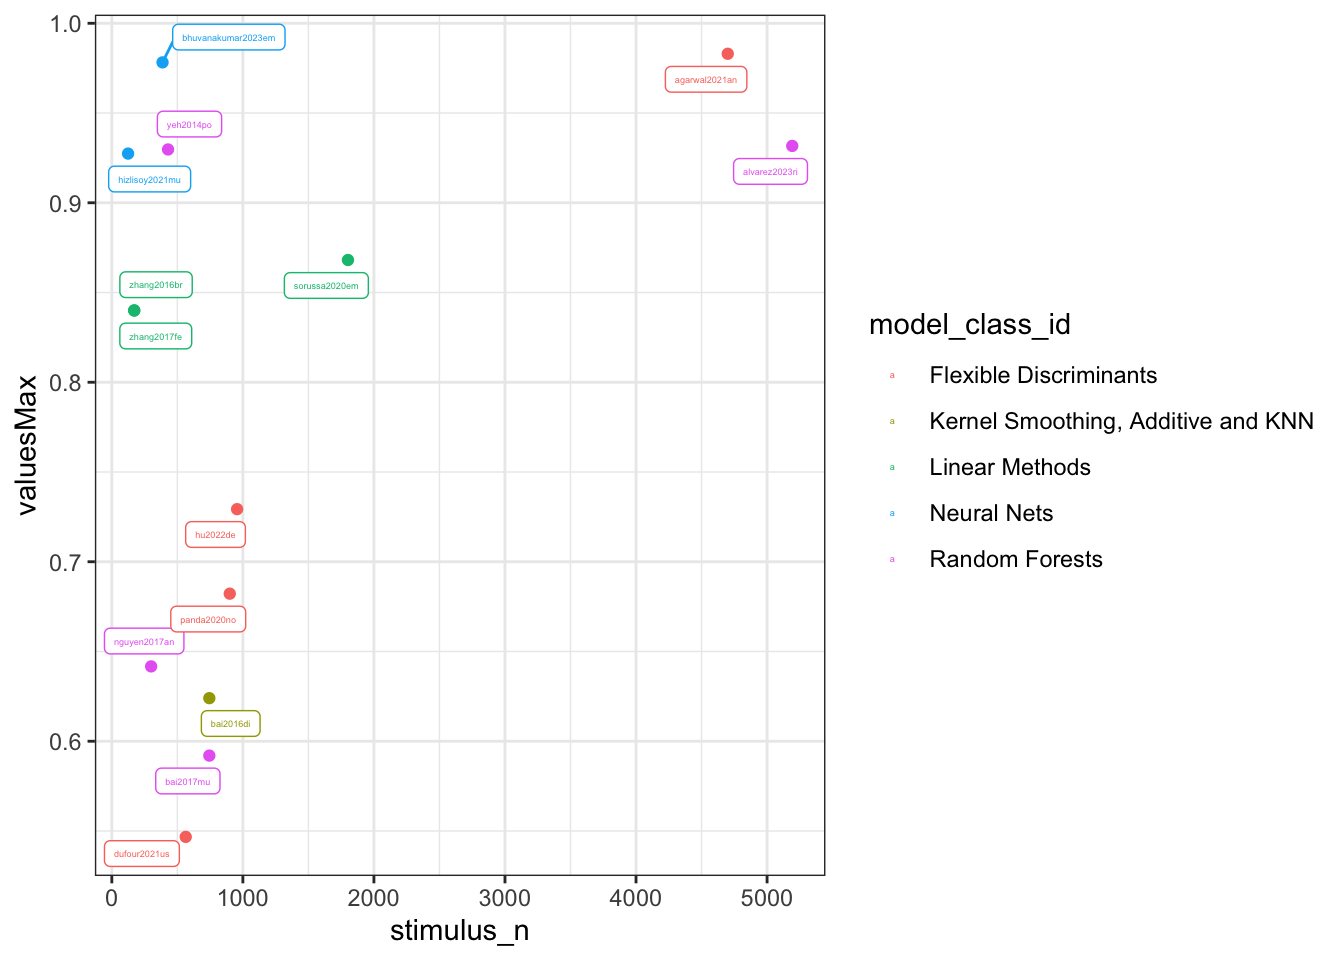 1.0
bhuvanakumar2023em
agarwal2021an
yeh2014po
hizlisoy2021mu
alvarez2023ri
0.9
zhang2016br
sorussa2020em
zhang2017fe
0.8
valuesMax
hu2022de
0.7
panda2020no
nguyen2017an
bai2016di
0.6
bai2017mu
dufour2021us
0 1000 2000 3000 4000 5000
stimulus_n
model_class_id
a Flexible Discriminants
a Kernel Smoothing, Additive and KNN
a Linear Methods
a Neural Nets
a Random Forests